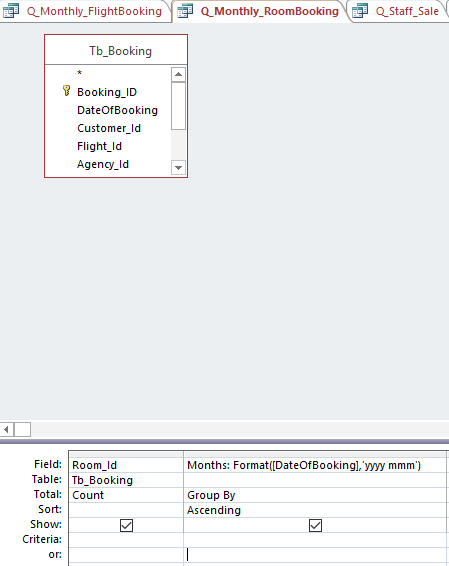 Q_Monthly_FlightBooking Q_Monthly_RoomBooking Q_Staff_Sale
Tb_Booking
*
Booking_ID
DateOfBooking
Customer_Id
Flight_Id
Agency_Id
Field: Room_Id Months: Format([DateOfBooking],'yyyy mmm')
Table: Tb_Booking
Total: Count Group By
Sort: Ascending
Show:
Criteria:
or: